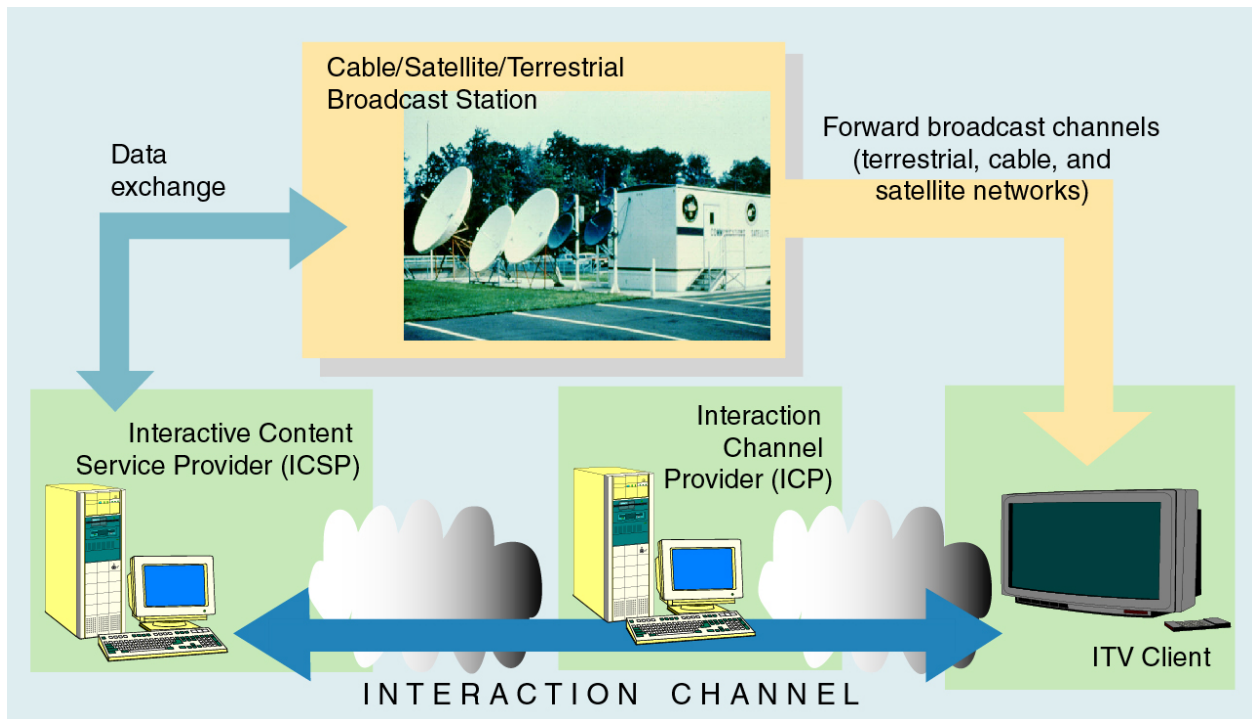 Cable/Satellite/Terrestrial
Broadcast Station
Data
exchange
Forward broadcast channels
(terrestrial, cable, and
satellite networks)
Interactive Content
Service Provider (ICSP)
Interaction
Channel
Provider (ICP)
ITV Client
INTERACTION CHANNEL